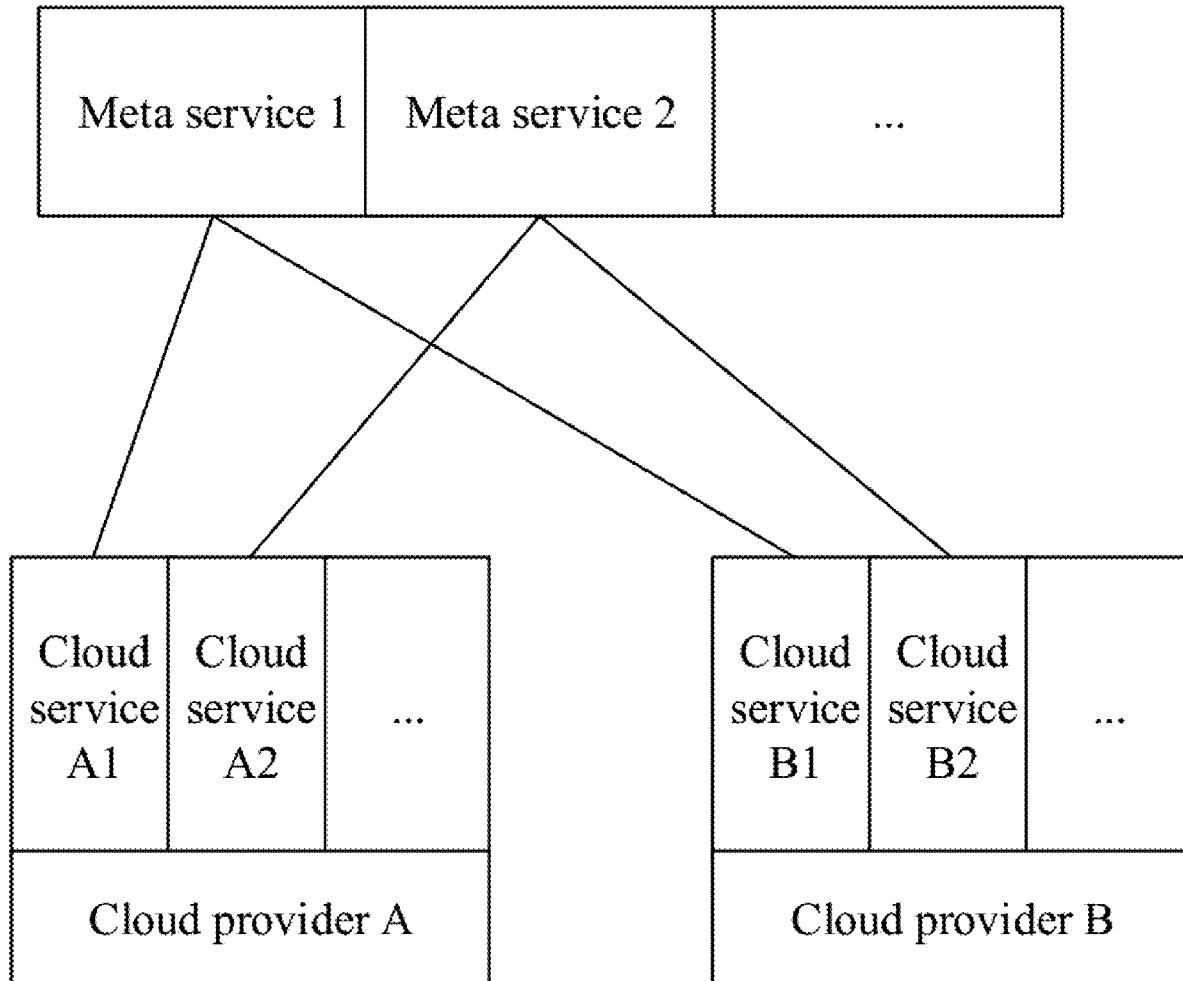 Meta service 1
Meta service 2
...
Cloud
service
A1
Cloud
service
A2
...
Cloud provider A
Cloud
service
B1
Cloud
service
B2
...
Cloud provider B